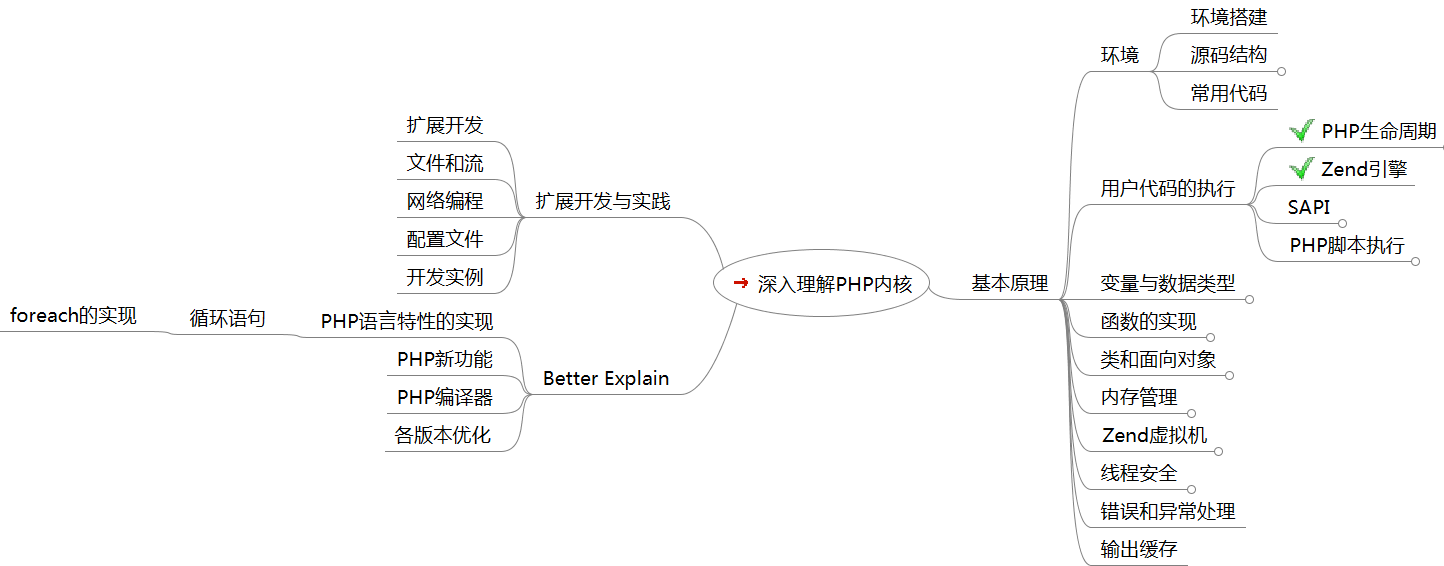 深入理解PHP内核
基本原理
环境
环境搭建
源码结构
常用代码
用户代码的执行
PHP生命周期
Zend引擎
SAPI
PHP脚本执行
变量与数据类型
函数的实现
类和面向对象
内存管理
Zend虚拟机
线程安全
错误和异常处理
输出缓存
扩展开发与实践
扩展开发
文件和流
网络编程
配置文件
开发实例
Better Explain
PHP语言特性的实现
循环语句
foreach的实现
PHP新功能
PHP编译器
各版本优化